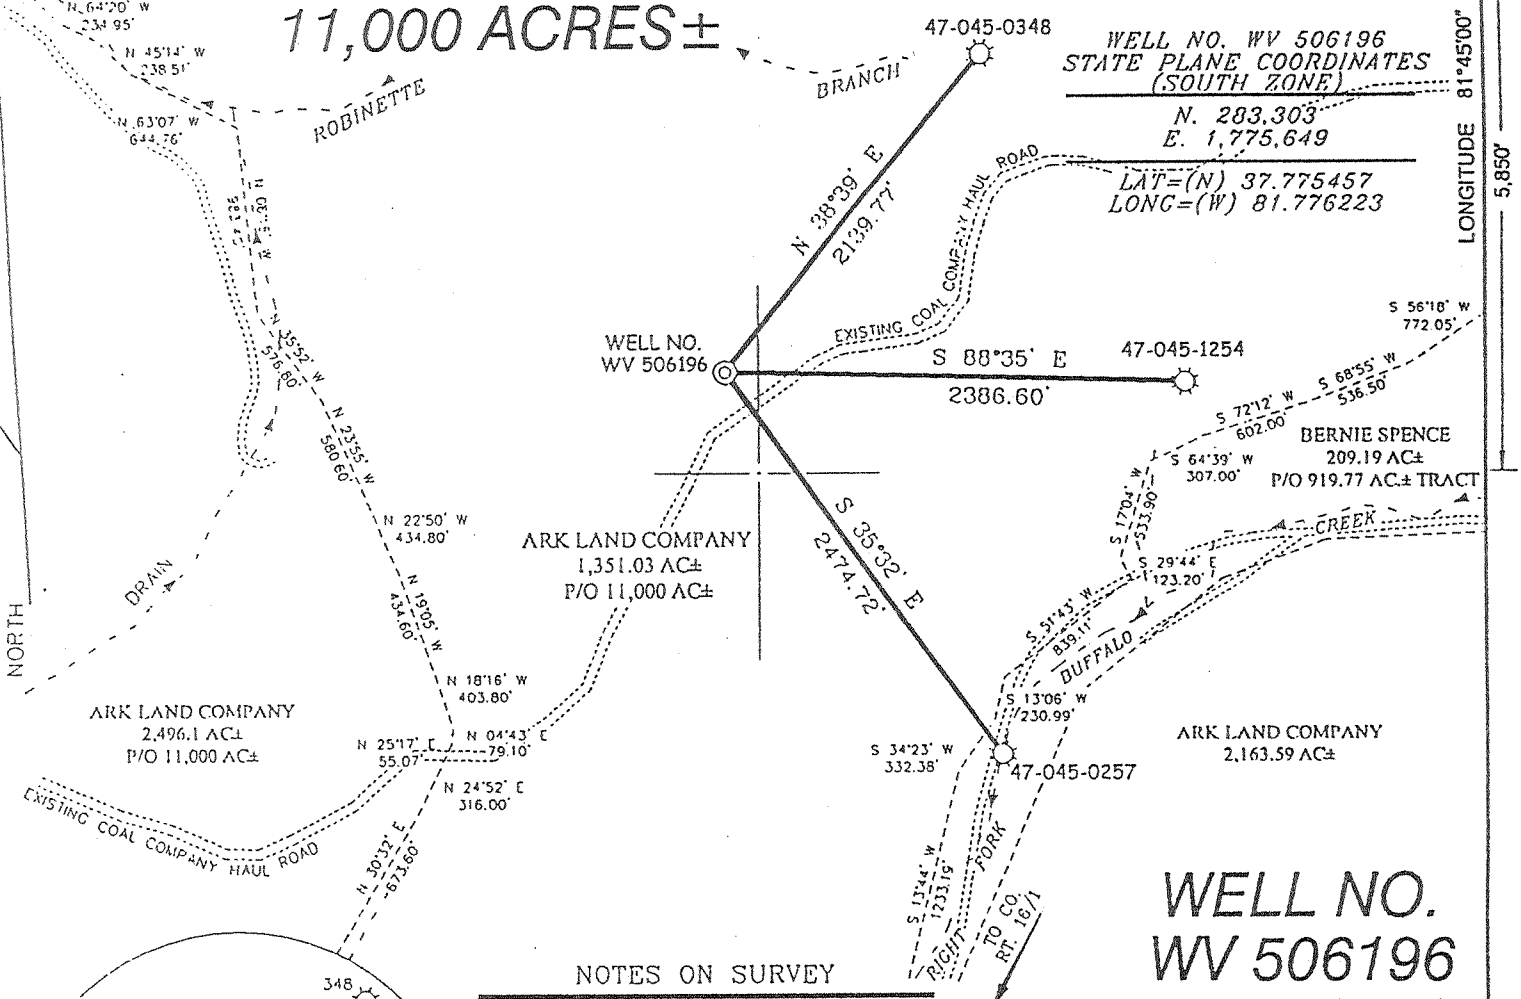 11,000 ACRES ±
N 64°20' W
234.95'
N 45°14' W
238.51'
N 63°07' W
644.76'
ROBINETTE
BRANCH
47-045-0348
WELL NO. WV 506196
STATE PLANE COORDINATES
(SOUTH ZONE)
N. 283,303
E. 1,775,649
LAT=(N) 37.775457
LONG=(W) 81.776223
LONGITUDE 81°45'00"
5,850'
N 38°39' E
2139.77'
EXISTING COAL COMPANY HAUL ROAD
WELL NO.
WV 506196
S 88°35' E
2386.60'
47-045-1254
S 56°18' W
772.05'
S 68°55' W
536.50'
S 72°12' W
602.00'
S 64°39' W
307.00'
BERNIE SPENCE
209.19 AC±
P/O 919.77 AC.± TRACT
S 17°04' W
533.90'
CREEK
S 29°44' E
123.20'
S 51°43' W
839.11'
BUFFALO
S 13°06' W
230.99'
N 35°52' W
576.80'
N 23°55' W
580.60'
N 22°50' W
434.80'
N 19°05' W
434.60'
N 18°16' W
403.80'
DRAIN
NORTH
ARK LAND COMPANY
1,351.03 AC±
P/O 11,000 AC±
S 35°32' E
2474.72'
ARK LAND COMPANY
2,496.1 AC±
P/O 11,000 AC±
N 25°17' E
55.07'
N 04°43' E
79.10'
N 24°52' E
316.00'
N 30°32' E
673.60'
EXISTING COAL COMPANY HAUL ROAD
S 34°23' W
332.38'
47-045-0257
ARK LAND COMPANY
2,163.59 AC±
S 13°44' W
1233.19'
RIGHT FORK
TO CO.
RT. 16/1
WELL NO.
WV 506196
NOTES ON SURVEY
348